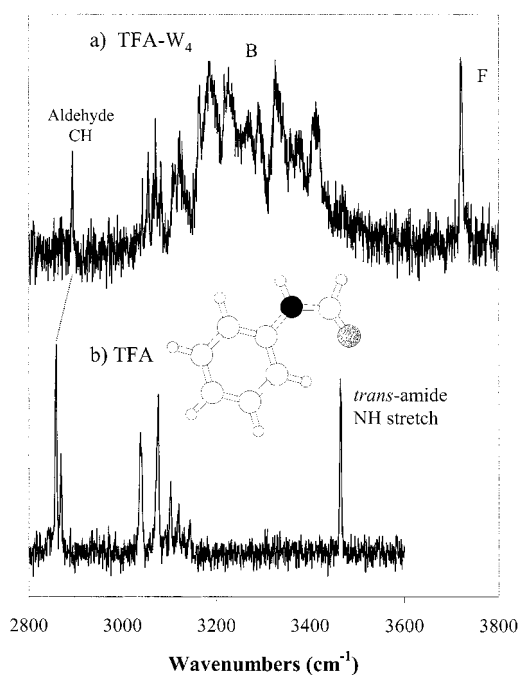 a) TFA-W₄
B
F
Aldehyde
CH
b) TFA
trans-amide
NH stretch
2800 3000 3200 3400 3600 3800
Wavenumbers (cm⁻¹)